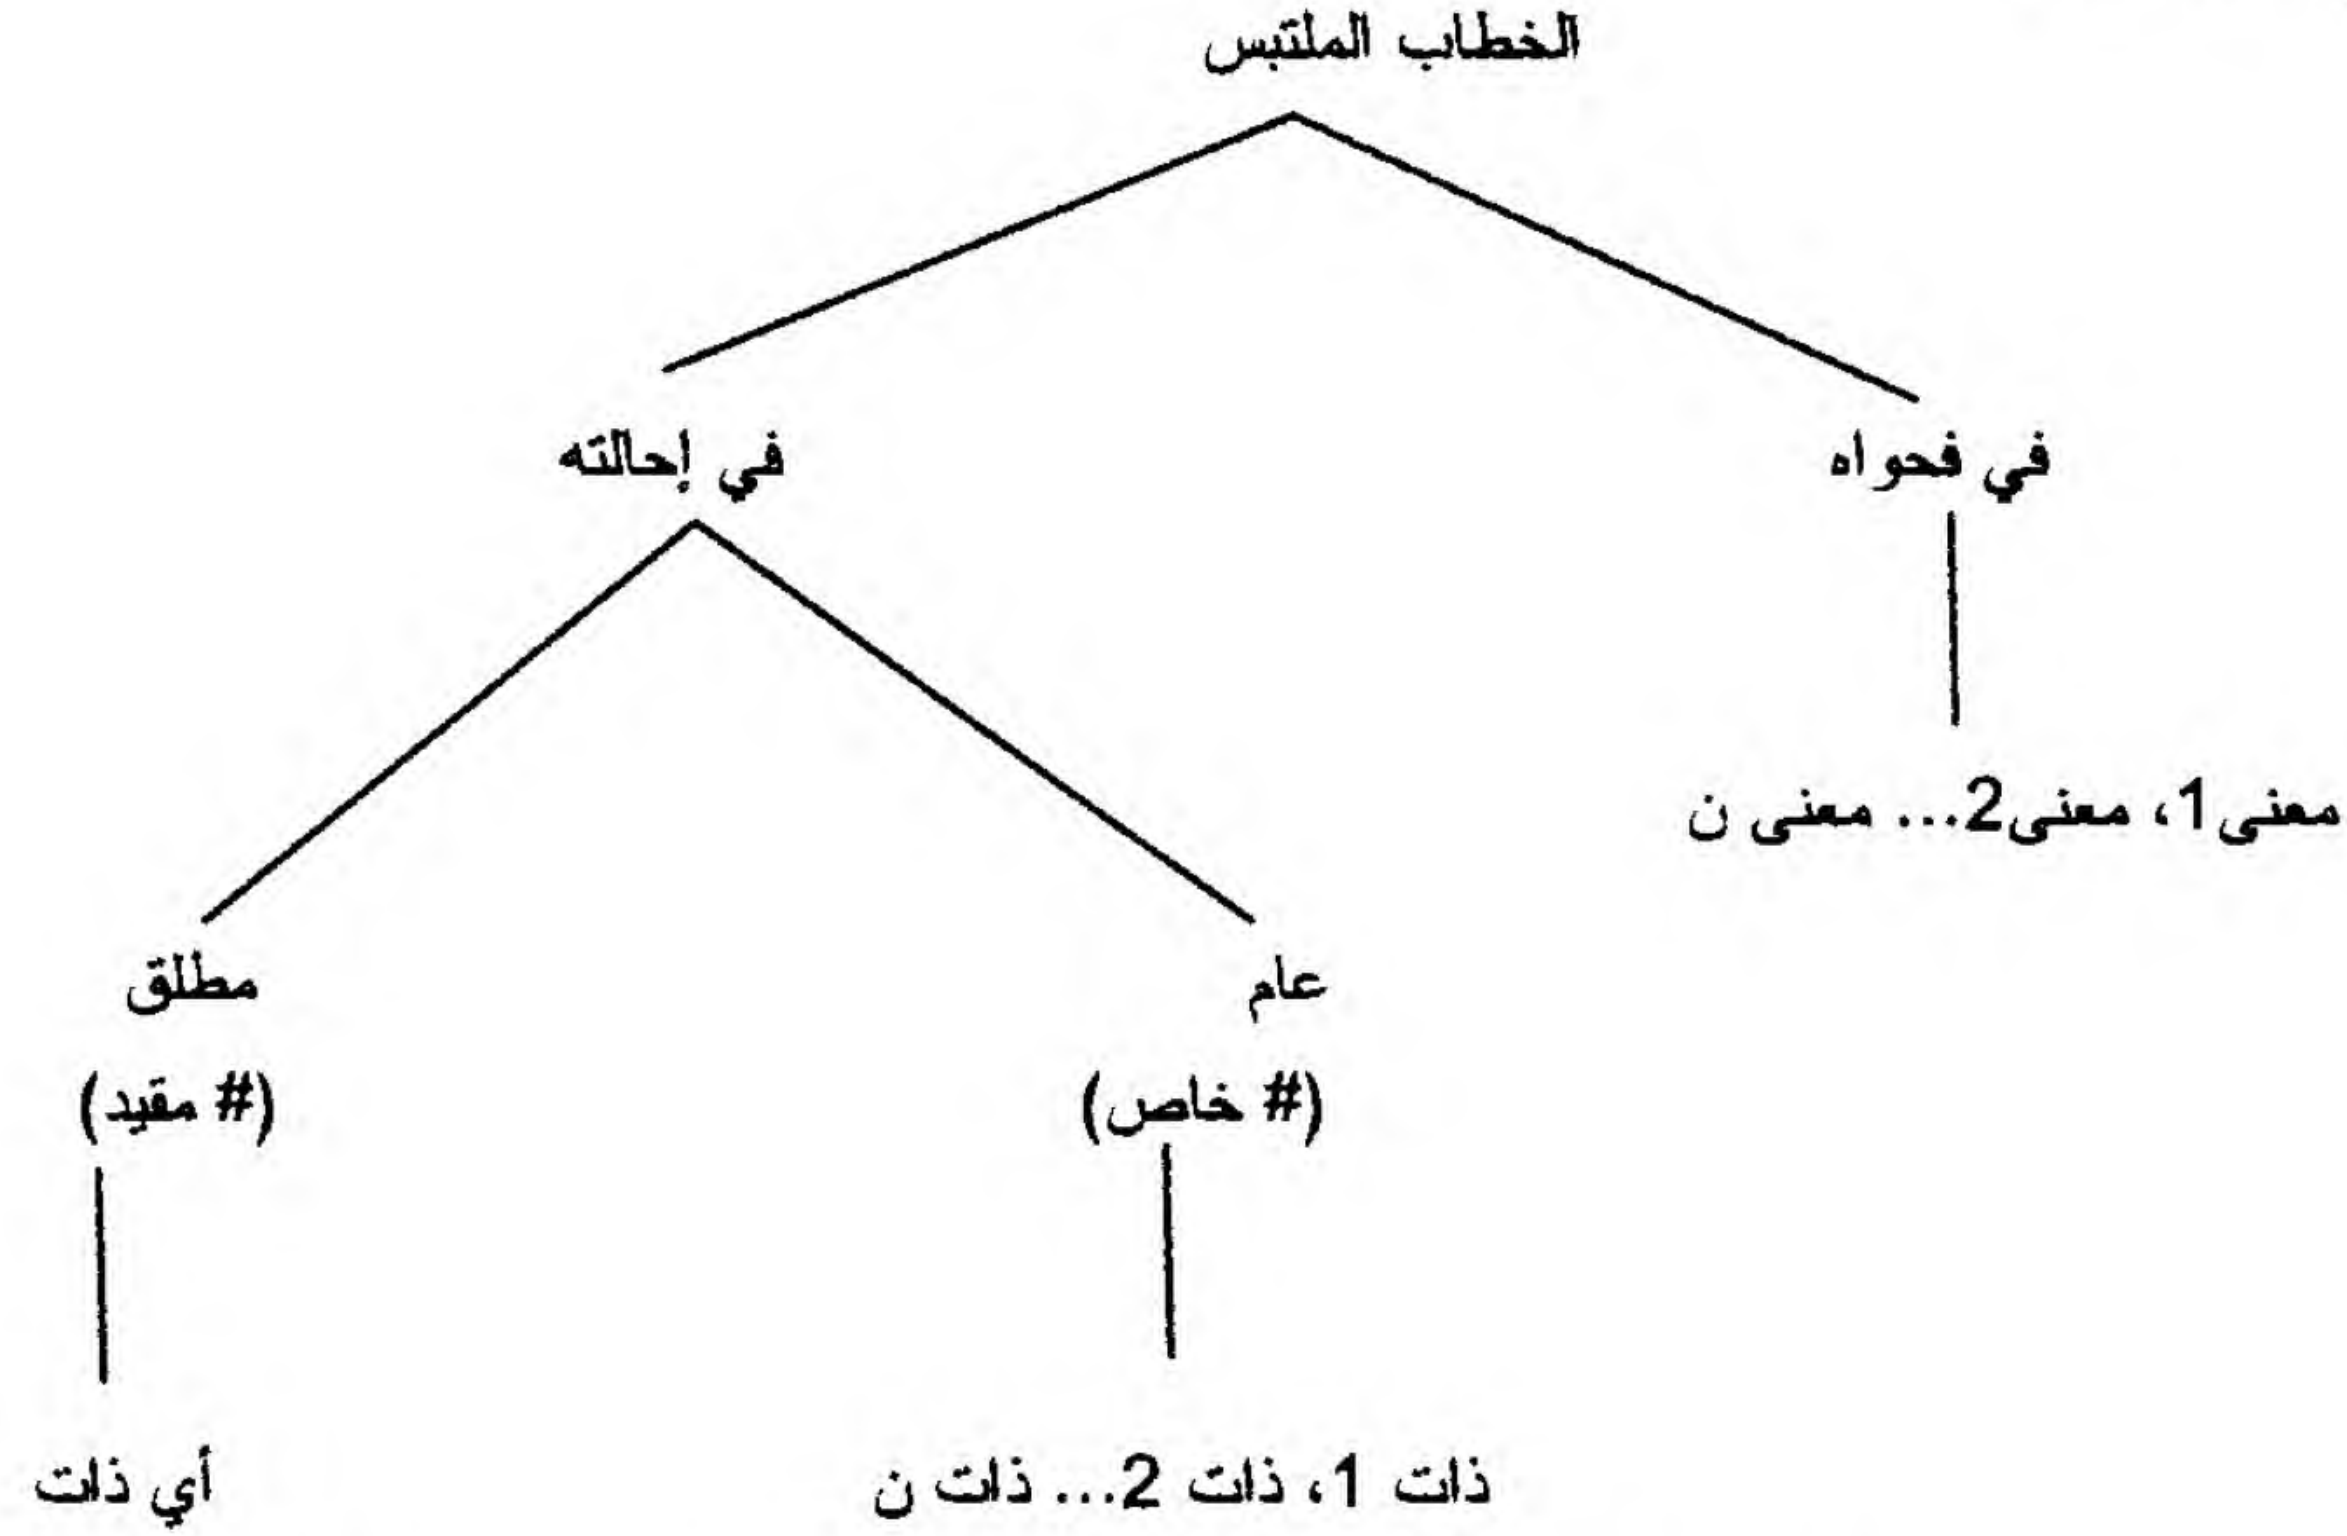 الخطاب الملتبس
في فحواه
في إحالته
معنى1، معنى2... معنى ن
عام
مطلق
(# خاص)
(# مقيد)
ذات 1، ذات 2... ذات ن
أي ذات